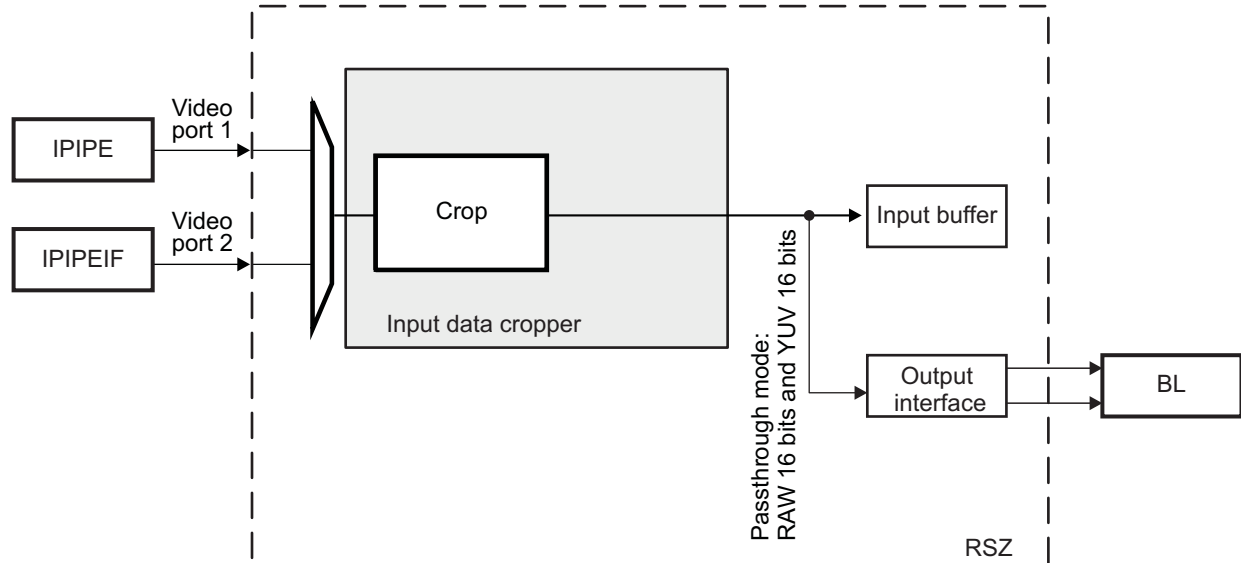 Video
port 1
IPIPE
Video
port 2
IPIPEIF
Crop
Input data cropper
Input buffer
Passthrough mode:
RAW 16 bits and YUV 16 bits
Output
interface
BL
RSZ